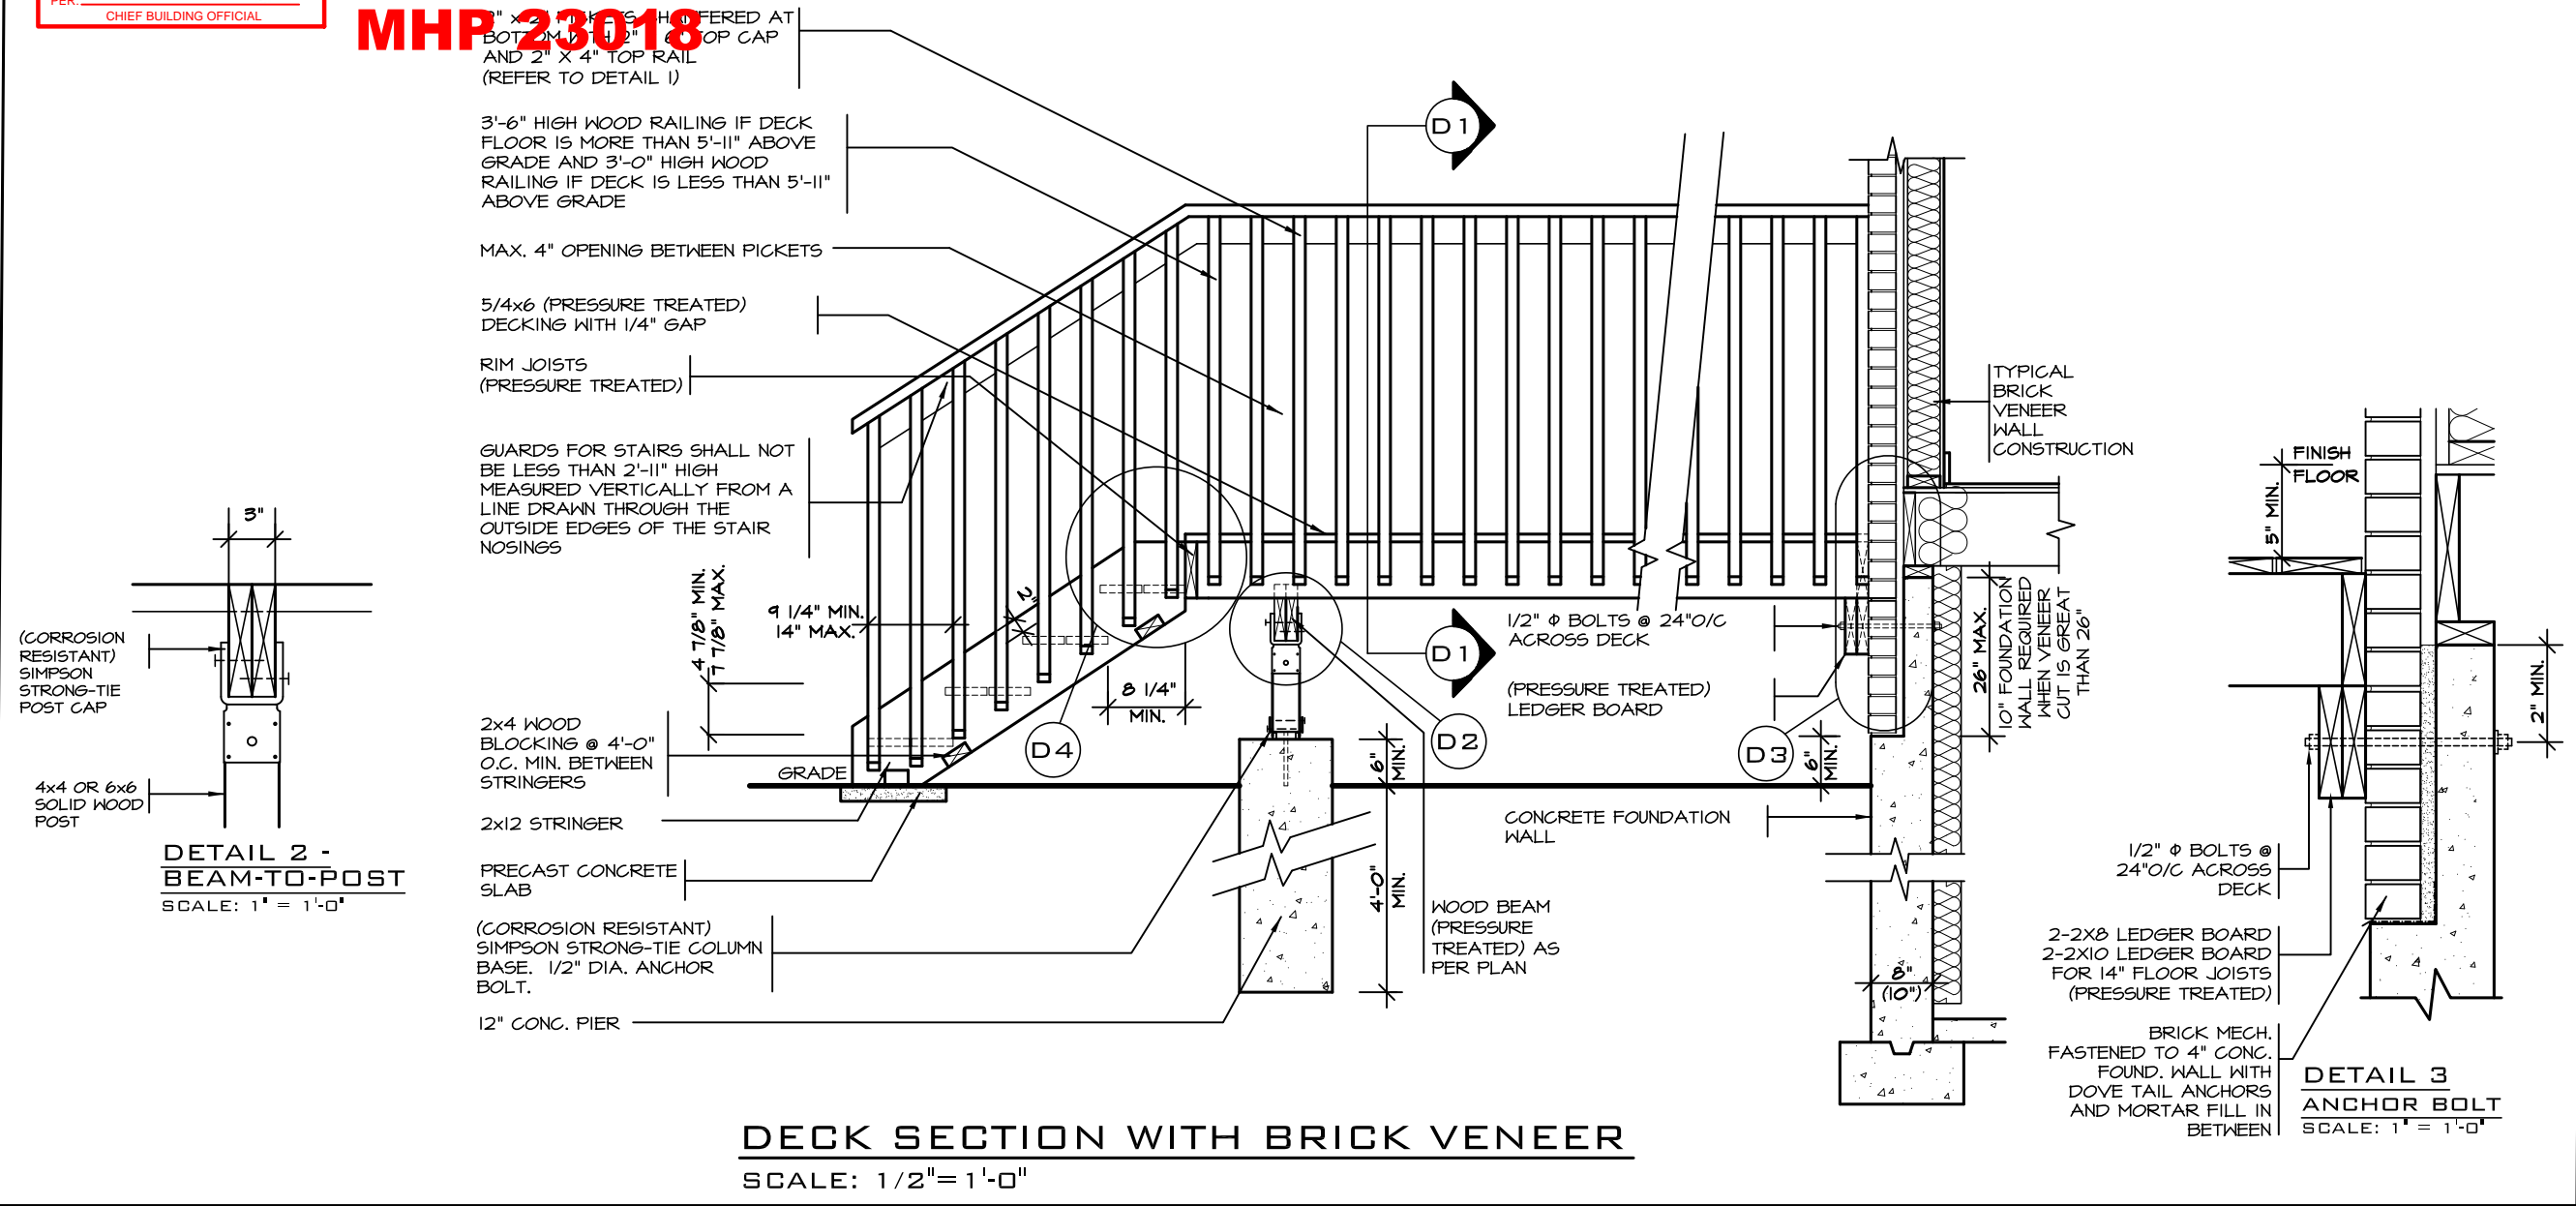 PER:
CHIEF BUILDING OFFICIAL
MHP 23018
2" x 2" PICKETS CHAMFERED AT
BOTTOM WITH 2" 6" TOP CAP
AND 2" X 4" TOP RAIL
(REFER TO DETAIL 1)
3'-6" HIGH WOOD RAILING IF DECK
FLOOR IS MORE THAN 5'-11" ABOVE
GRADE AND 3'-0" HIGH WOOD
RAILING IF DECK IS LESS THAN 5'-11"
ABOVE GRADE
MAX. 4" OPENING BETWEEN PICKETS
5/4x6 (PRESSURE TREATED)
DECKING WITH 1/4" GAP
RIM JOISTS
(PRESSURE TREATED)
GUARDS FOR STAIRS SHALL NOT
BE LESS THAN 2'-11" HIGH
MEASURED VERTICALLY FROM A
LINE DRAWN THROUGH THE
OUTSIDE EDGES OF THE STAIR
NOSINGS
4 7/8" MIN.
7 7/8" MAX.
9 1/4" MIN.
14" MAX.
2"
8 1/4"
MIN.
2x4 WOOD
BLOCKING @ 4'-0"
O.C. MIN. BETWEEN
STRINGERS
GRADE
2x12 STRINGER
PRECAST CONCRETE
SLAB
(CORROSION RESISTANT)
SIMPSON STRONG-TIE COLUMN
BASE. 1/2" DIA. ANCHOR
BOLT.
12" CONC. PIER
D1
D1
D4
D2
D3
1/2" Φ BOLTS @ 24"O/C
ACROSS DECK
(PRESSURE TREATED)
LEDGER BOARD
6"
MIN.
4'-0"
MIN.
WOOD BEAM
(PRESSURE
TREATED) AS
PER PLAN
CONCRETE FOUNDATION
WALL
6"
MIN.
8"
(10")
TYPICAL
BRICK
VENEER
WALL
CONSTRUCTION
26" MAX.
10" FOUNDATION
WALL REQUIRED
WHEN VENEER
CUT IS GREAT
THAN 26"
3"
(CORROSION
RESISTANT)
SIMPSON
STRONG-TIE
POST CAP
4x4 OR 6x6
SOLID WOOD
POST
DETAIL 2 -
BEAM-TO-POST
SCALE: 1" = 1'-0"
FINISH
FLOOR
5" MIN.
2" MIN.
1/2" Φ BOLTS @
24"O/C ACROSS
DECK
2-2X8 LEDGER BOARD
2-2X10 LEDGER BOARD
FOR 14" FLOOR JOISTS
(PRESSURE TREATED)
BRICK MECH.
FASTENED TO 4" CONC.
FOUND. WALL WITH
DOVE TAIL ANCHORS
AND MORTAR FILL IN
BETWEEN
DETAIL 3
ANCHOR BOLT
SCALE: 1" = 1'-0"
DECK SECTION WITH BRICK VENEER
SCALE: 1/2"=1'-0"